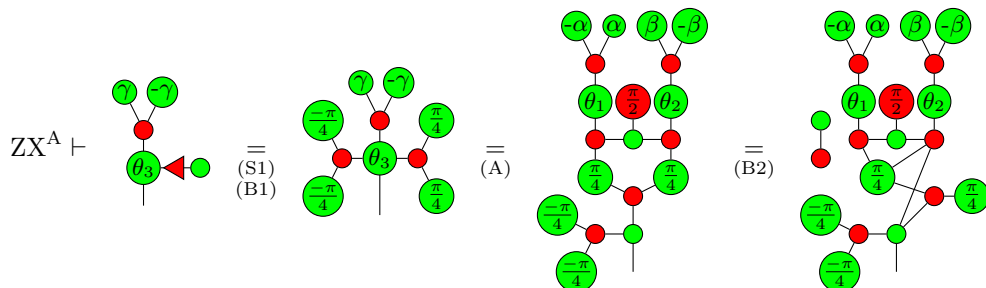 ZX^A ⊢ γ -γ θ₃ = (S1) (B1) γ -γ -π/4 π/4 θ₃ -π/4 π/4 = (A) -α α β -β θ₁ π/2 θ₂ π/4 π/4 -π/4 -π/4 = (B2) -α α β -β θ₁ π/2 θ₂ π/4 π/4 -π/4 -π/4